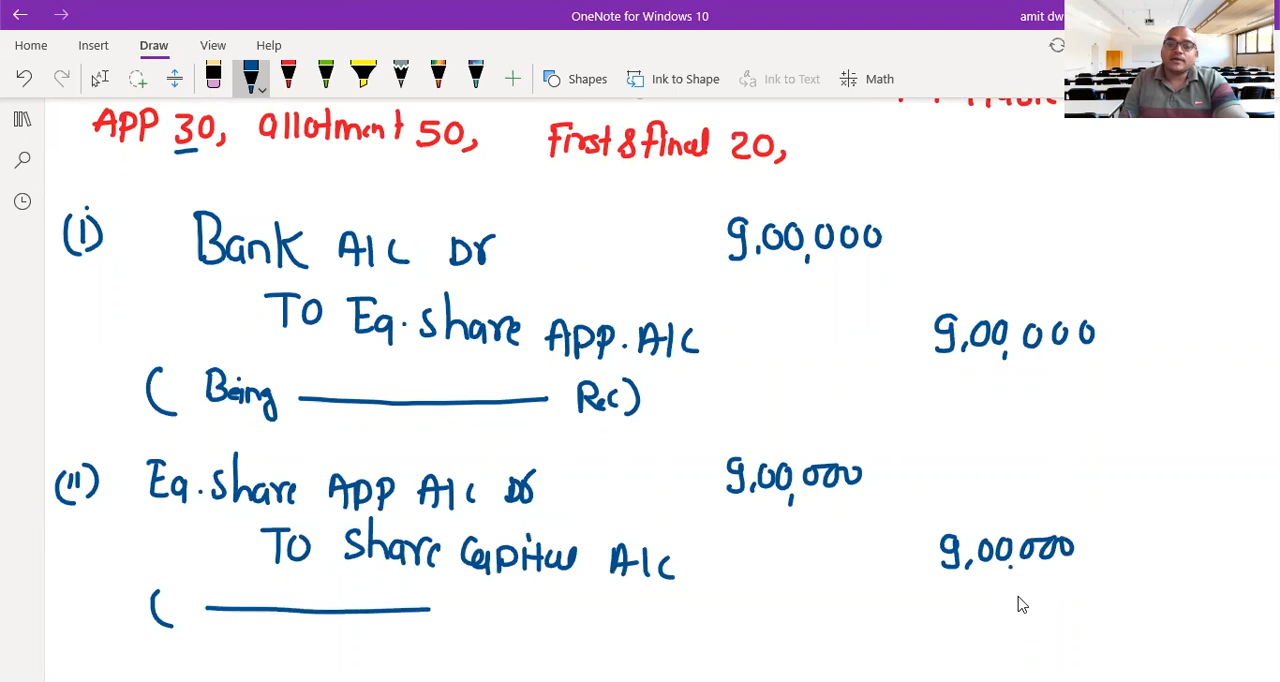 OneNote for Windows 10
amit dw
Home Insert Draw View Help
Shapes Ink to Shape Ink to Text Math
APP 30, allotment 50, First & final 20,
(i) Bank A/C Dr 9,00,000
TO Eq. Share APP. A/C 9,00,000
( Being Rec)
(ii) Eq. Share APP A/C Dr 9,00,000
TO Share Capital A/C 9,00,000
(